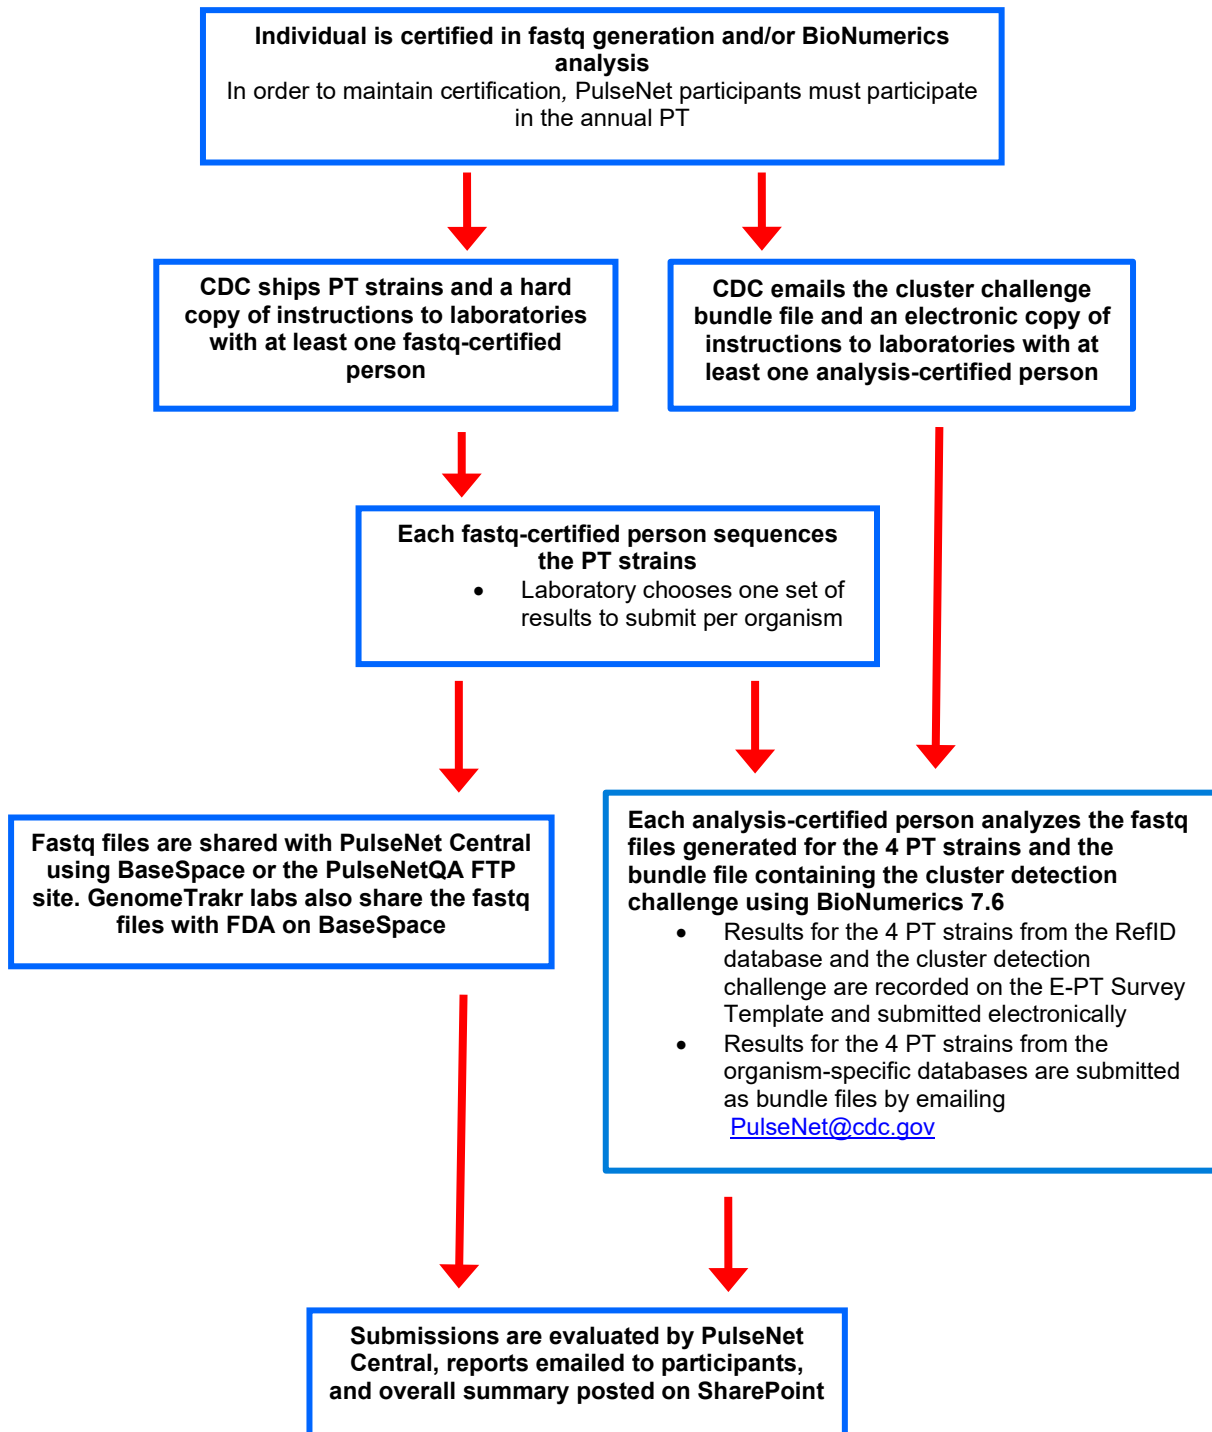 Individual is certified in fastq generation and/or BioNumerics
analysis
In order to maintain certification, PulseNet participants must participate
in the annual PT
CDC ships PT strains and a hard
copy of instructions to laboratories
with at least one fastq-certified
person
CDC emails the cluster challenge
bundle file and an electronic copy of
instructions to laboratories with at
least one analysis-certified person
Each fastq-certified person sequences
the PT strains
• Laboratory chooses one set of
results to submit per organism
Fastq files are shared with PulseNet Central
using BaseSpace or the PulseNetQA FTP
site. GenomeTrakr labs also share the fastq
files with FDA on BaseSpace
Each analysis-certified person analyzes the fastq
files generated for the 4 PT strains and the
bundle file containing the cluster detection
challenge using BioNumerics 7.6
• Results for the 4 PT strains from the RefID
database and the cluster detection
challenge are recorded on the E-PT Survey
Template and submitted electronically
• Results for the 4 PT strains from the
organism-specific databases are submitted
as bundle files by emailing
PulseNet@cdc.gov
Submissions are evaluated by PulseNet
Central, reports emailed to participants,
and overall summary posted on SharePoint